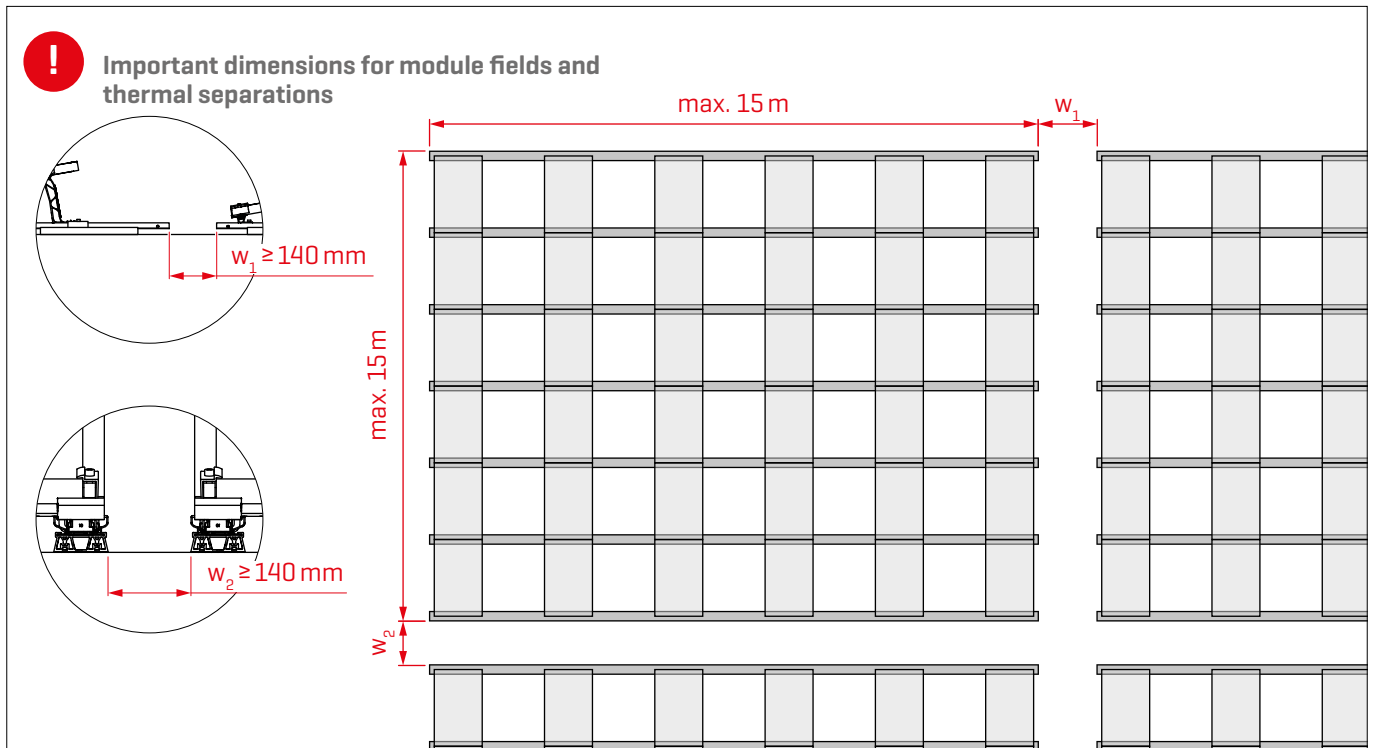 !
Important dimensions for module fields and
thermal separations
max. 15 m
w₁
w₁ ≥ 140 mm
max. 15 m
w₂ ≥ 140 mm
w₂